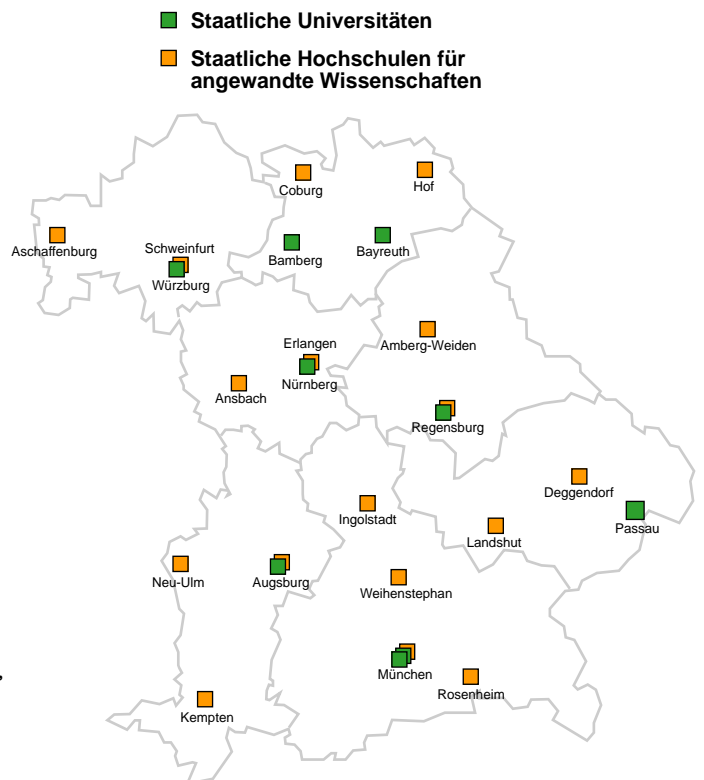 Staatliche Universitäten
Staatliche Hochschulen für
angewandte Wissenschaften
Coburg
Hof
Aschaffenburg
Schweinfurt
Würzburg
Bamberg
Bayreuth
Erlangen
Nürnberg
Amberg-Weiden
Ansbach
Regensburg
Deggendorf
Ingolstadt
Passau
Landshut
Neu-Ulm
Augsburg
Weihenstephan
München
Rosenheim
Kempten
,